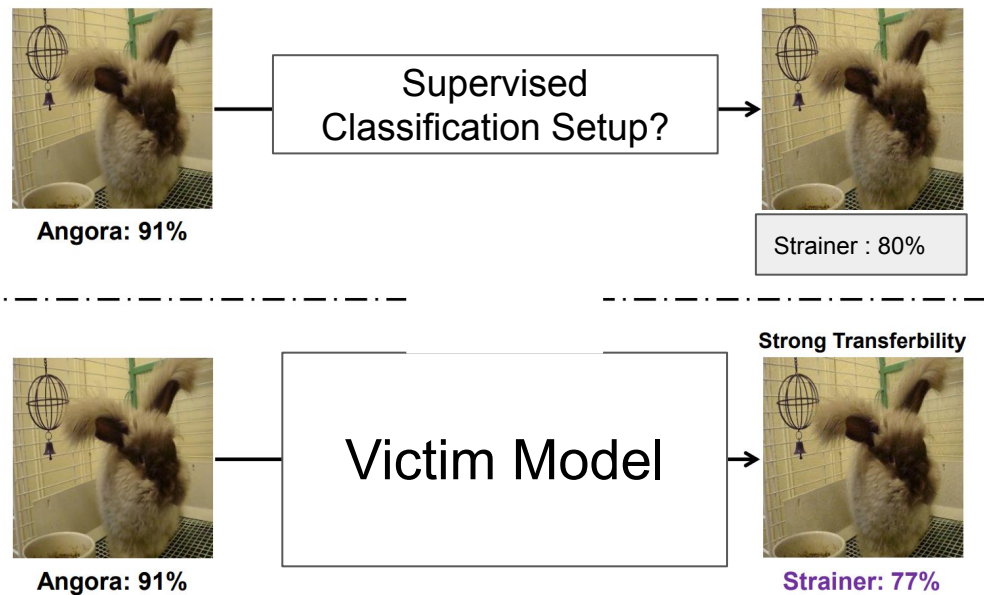 Supervised
Classification Setup?
Angora: 91%
Strainer : 80%
Strong Transferbility
Victim Model
Angora: 91%
Strainer: 77%